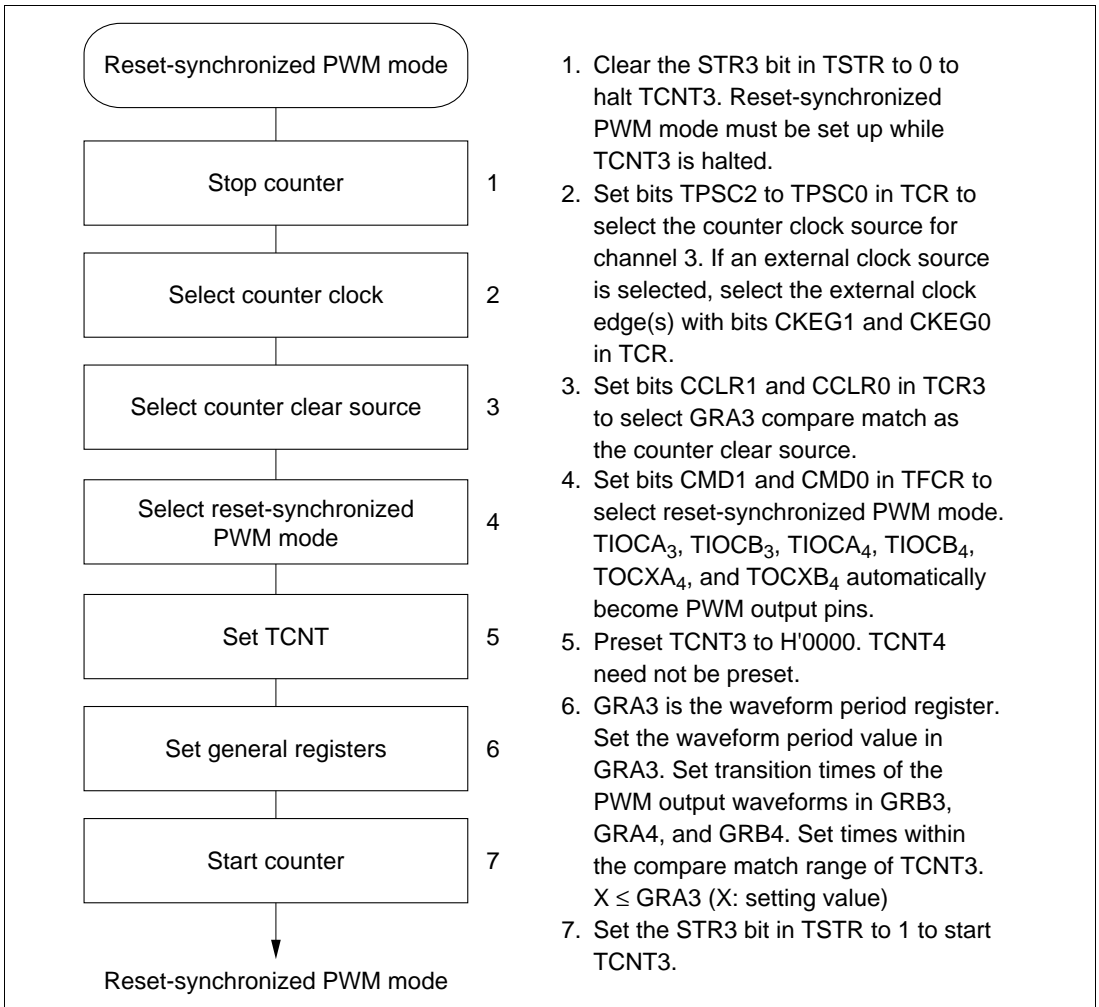 Reset-synchronized PWM mode
Stop counter
1
Select counter clock
2
Select counter clear source
3
Select reset-synchronized
PWM mode
4
Set TCNT
5
Set general registers
6
Start counter
7
Reset-synchronized PWM mode
1. Clear the STR3 bit in TSTR to 0 to
halt TCNT3. Reset-synchronized
PWM mode must be set up while
TCNT3 is halted.
2. Set bits TPSC2 to TPSC0 in TCR to
select the counter clock source for
channel 3. If an external clock source
is selected, select the external clock
edge(s) with bits CKEG1 and CKEG0
in TCR.
3. Set bits CCLR1 and CCLR0 in TCR3
to select GRA3 compare match as
the counter clear source.
4. Set bits CMD1 and CMD0 in TFCR to
select reset-synchronized PWM mode.
TIOCA₃, TIOCB₃, TIOCA₄, TIOCB₄,
TOCXA₄, and TOCXB₄ automatically
become PWM output pins.
5. Preset TCNT3 to H'0000. TCNT4
need not be preset.
6. GRA3 is the waveform period register.
Set the waveform period value in
GRA3. Set transition times of the
PWM output waveforms in GRB3,
GRA4, and GRB4. Set times within
the compare match range of TCNT3.
X ≤ GRA3 (X: setting value)
7. Set the STR3 bit in TSTR to 1 to start
TCNT3.